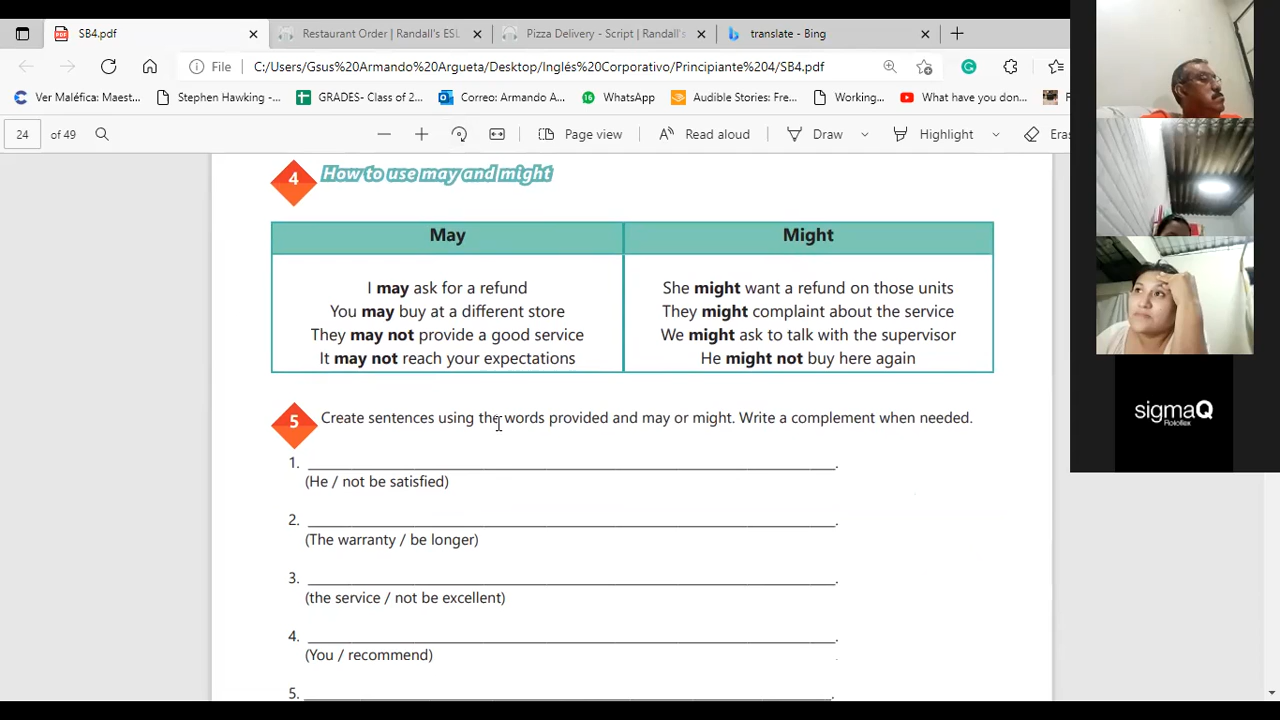 SB4.pdf
Restaurant Order | Randall's ESL
Pizza Delivery - Script | Randall's
translate - Bing
File
C:/Users/Gsus%20Armando%20Argueta/Desktop/Inglés%20Corporativo/Principiante%204/SB4.pdf
Ver Maléfica: Maest...
Stephen Hawking -...
GRADES- Class of 2...
Correo: Armando A...
WhatsApp
Audible Stories: Fre...
Working...
What have you don...
24 of 49
Page view
Read aloud
Draw
Highlight
Eras
4 How to use may and might
May
Might
I may ask for a refund
She might want a refund on those units
You may buy at a different store
They might complaint about the service
They may not provide a good service
We might ask to talk with the supervisor
It may not reach your expectations
He might not buy here again
5 Create sentences using the words provided and may or might. Write a complement when needed.
1. .
(He / not be satisfied)
2. .
(The warranty / be longer)
3. .
(the service / not be excellent)
4. .
(You / recommend)
5. .
sigmaQ
Rotoflex